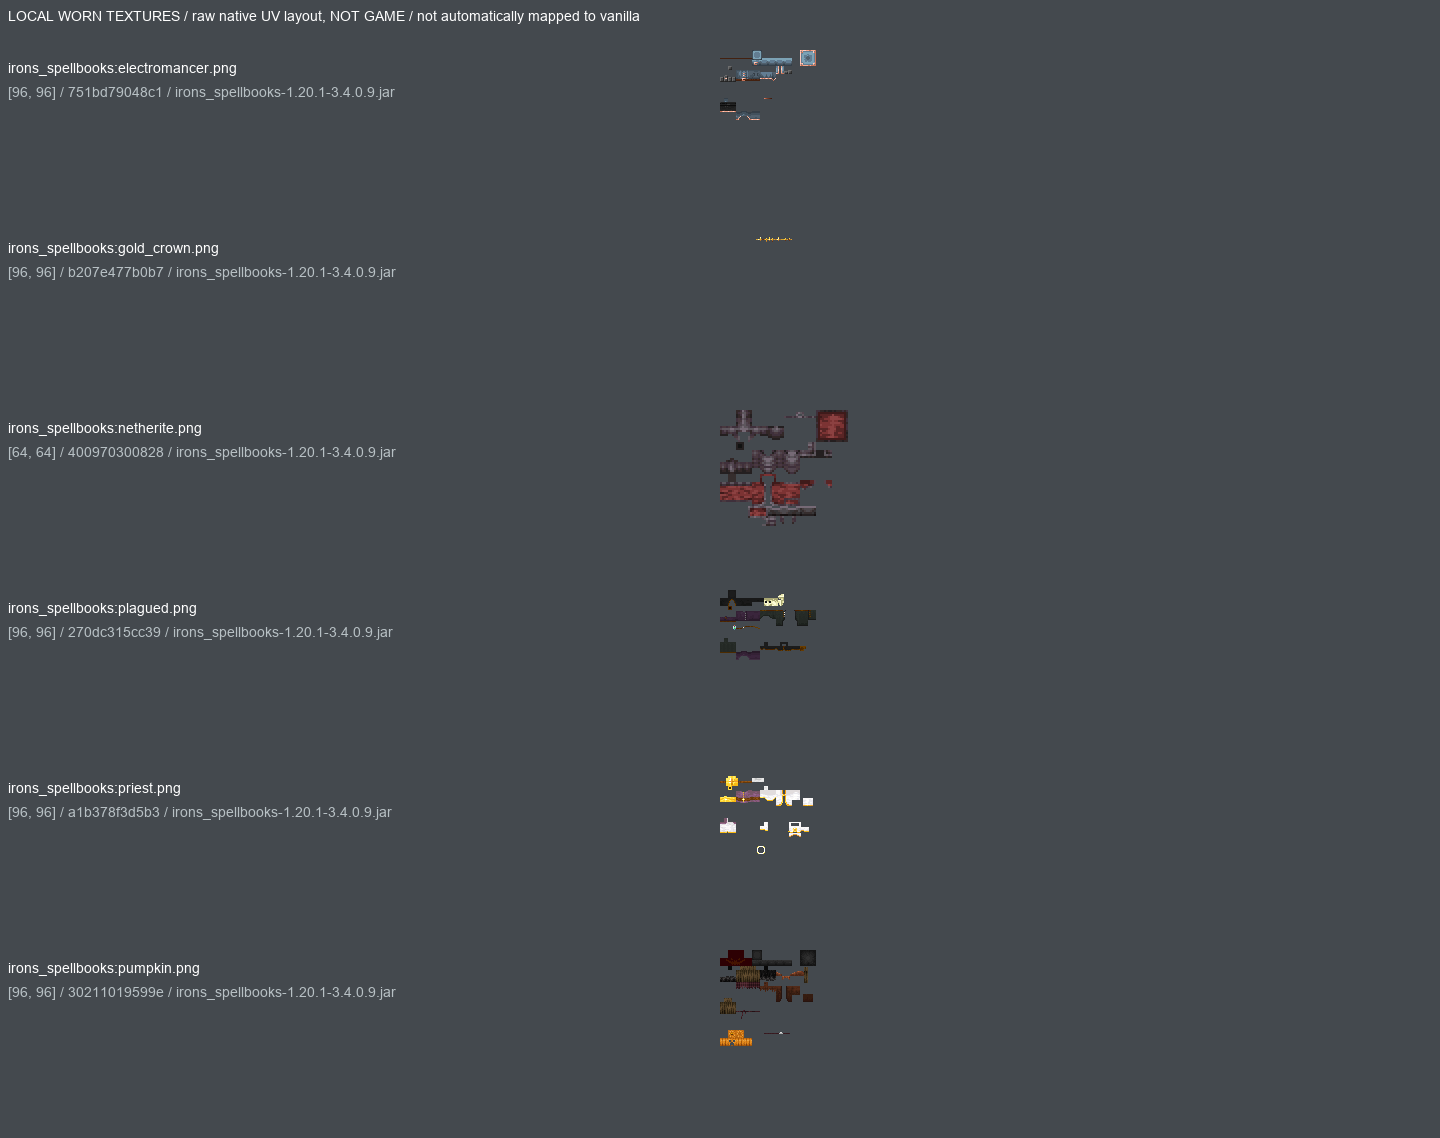 LOCAL WORN TEXTURES / raw native UV layout, NOT GAME / not automatically mapped to vanilla
irons_spellbooks:electromancer.png
[96, 96] / 751bd79048c1 / irons_spellbooks-1.20.1-3.4.0.9.jar
irons_spellbooks:gold_crown.png
[96, 96] / b207e477b0b7 / irons_spellbooks-1.20.1-3.4.0.9.jar
irons_spellbooks:netherite.png
[64, 64] / 400970300828 / irons_spellbooks-1.20.1-3.4.0.9.jar
irons_spellbooks:plagued.png
[96, 96] / 270dc315cc39 / irons_spellbooks-1.20.1-3.4.0.9.jar
irons_spellbooks:priest.png
[96, 96] / a1b378f3d5b3 / irons_spellbooks-1.20.1-3.4.0.9.jar
irons_spellbooks:pumpkin.png
[96, 96] / 30211019599e / irons_spellbooks-1.20.1-3.4.0.9.jar